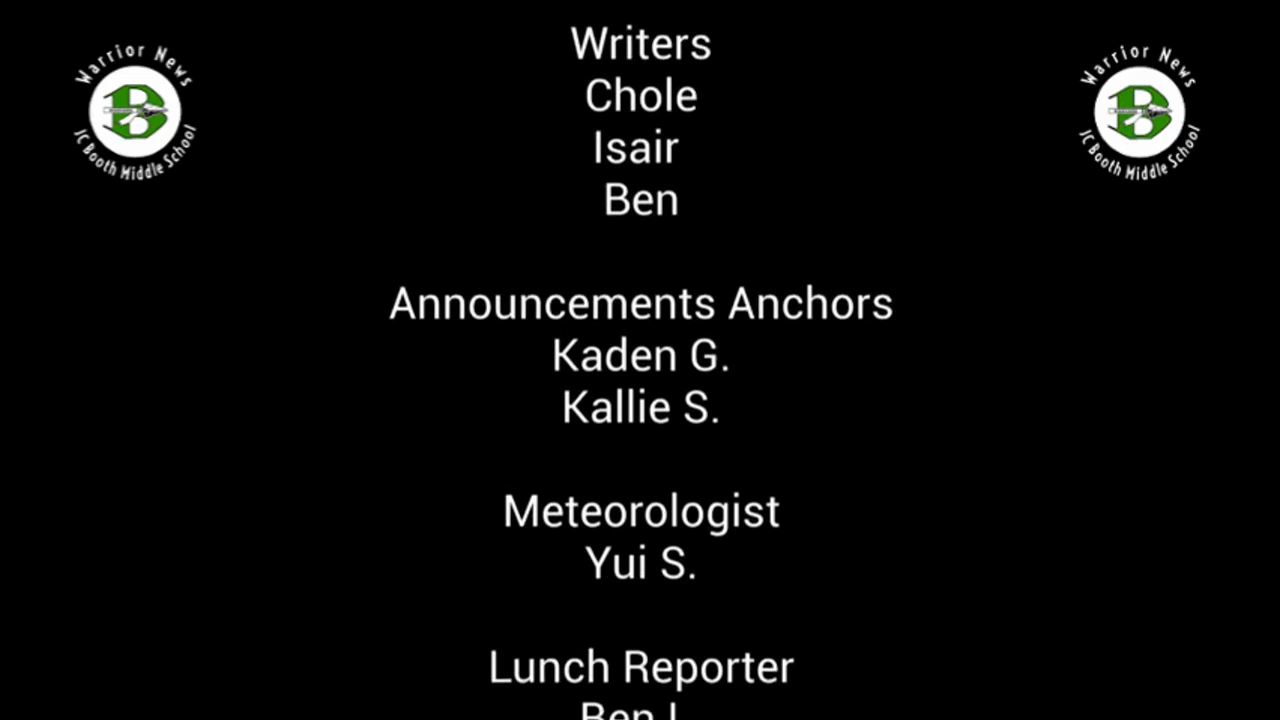 Warrior News
JC Booth Middle School
Warrior News
JC Booth Middle School
Writers
Chole
Isair
Ben
Announcements Anchors
Kaden G.
Kallie S.
Meteorologist
Yui S.
Lunch Reporter
Ben